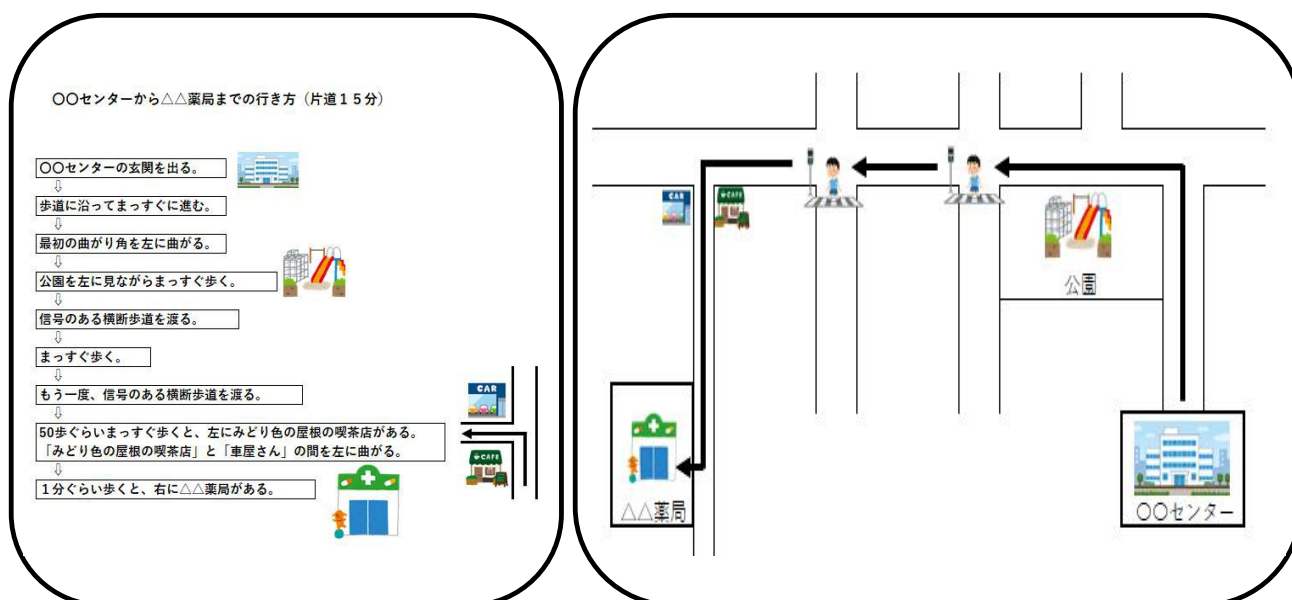 〇〇センターから△△薬局までの行き方（片道１５分）
〇〇センターの玄関を出る。
⇩
歩道に沿ってまっすぐに進む。
⇩
最初の曲がり角を左に曲がる。
⇩
公園を左に見ながらまっすぐ歩く。
⇩
信号のある横断歩道を渡る。
⇩
まっすぐ歩く。
⇩
もう一度、信号のある横断歩道を渡る。
⇩
50歩ぐらいまっすぐ歩くと、左にみどり色の屋根の喫茶店がある。
「みどり色の屋根の喫茶店」と「車屋さん」の間を左に曲がる。
⇩
１分ぐらい歩くと、右に△△薬局がある。
CAR
CAFE
CAR
CAFE
公園
△△薬局
〇〇センター